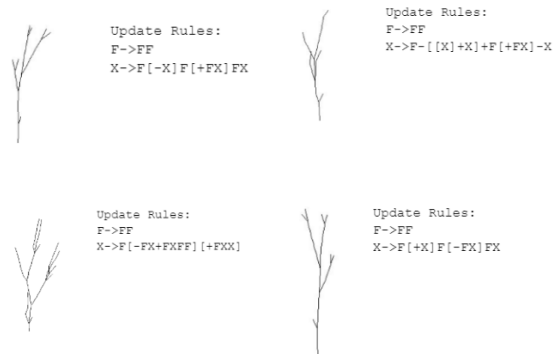 Update Rules:
F->FF
X->F[-X]F[+FX]FX
Update Rules:
F->FF
X->F-[[X]+X]+F[+FX]-X
Update Rules:
F->FF
X->F[-FX+FXFF][+FXX]
Update Rules:
F->FF
X->F[+X]F[-FX]FX